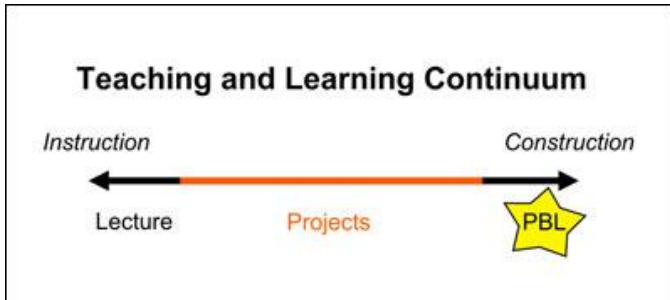 Teaching and Learning Continuum
Instruction Construction
Lecture Projects PBL